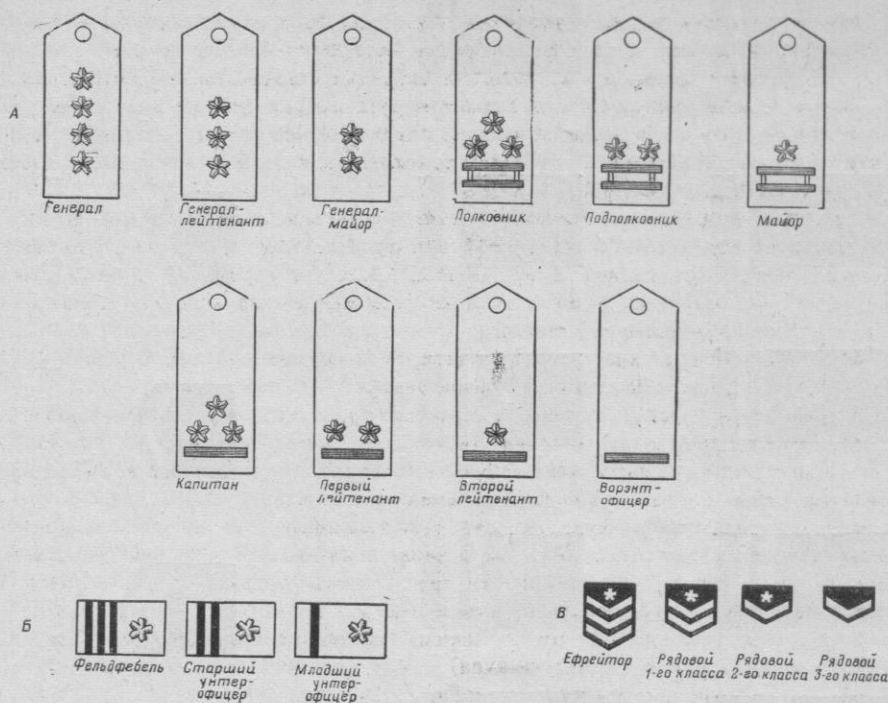 А
Генерал
Генерал-
лейтенант
Генерал-
майор
Полковник
Подполковник
Майор
Капитан
Первый
лейтенант
Второй
лейтенант
Ворэнт-
офицер
Б
Фельдфебель
Старший
унтер-
офицер
Младший
унтер-
офицер
В
Ефрейтор
Рядовой
1-го класса
Рядовой
2-го класса
Рядовой
3-го класса